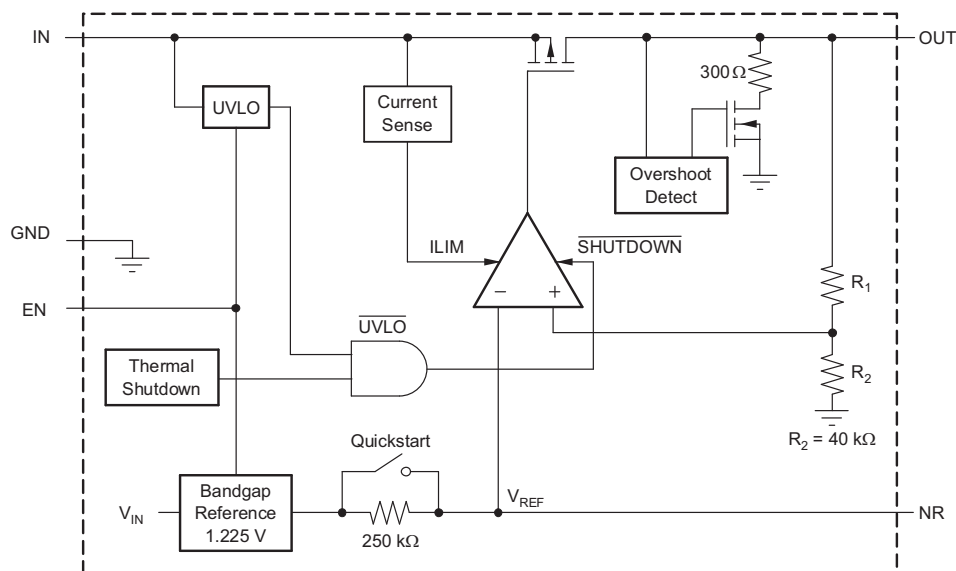 IN
OUT
300 Ω
UVLO
Current
Sense
Overshoot
Detect
GND
ILIM
SHUTDOWN
− +
R1
EN
UVLO
Thermal
Shutdown
R2
R2 = 40 kΩ
Quickstart
VIN
Bandgap
Reference
1.225 V
VREF
NR
250 kΩ